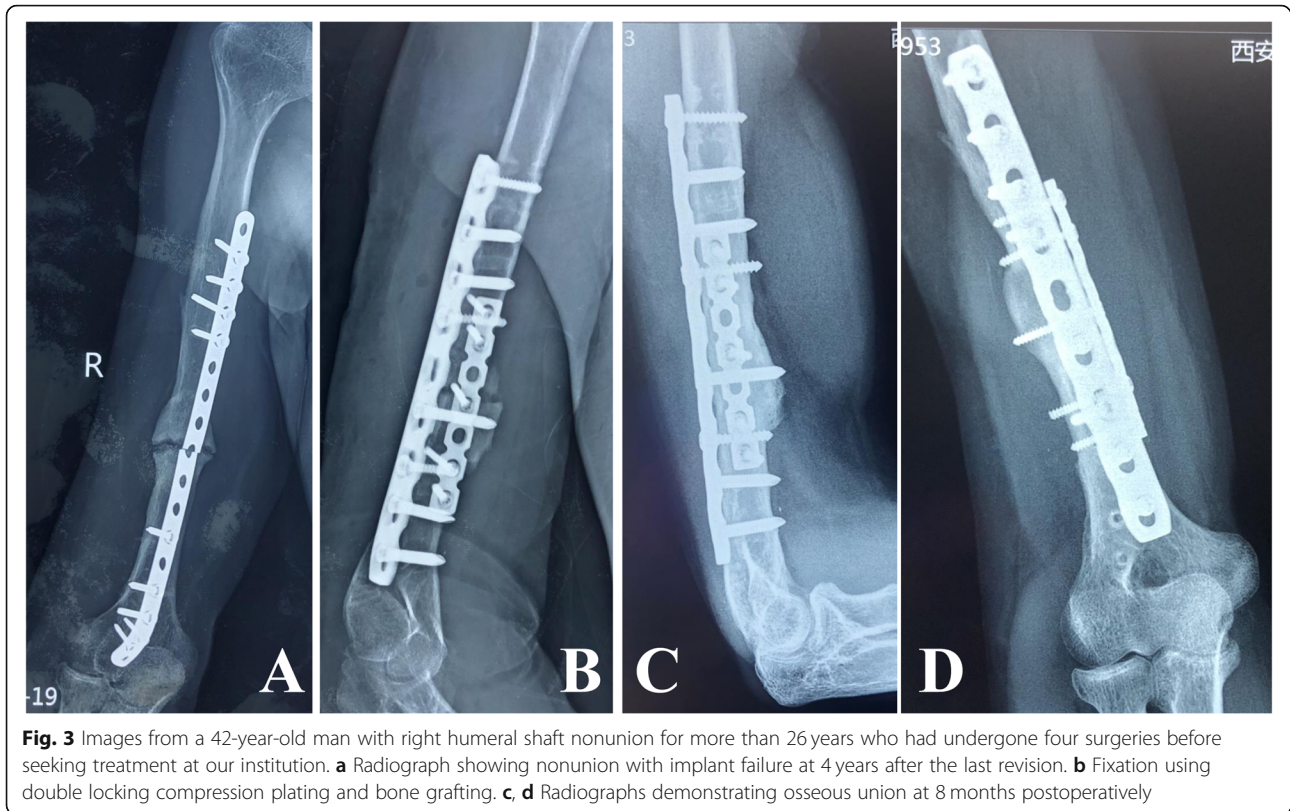 R
-19
A
B
3
C
953
西安
D
Fig. 3 Images from a 42-year-old man with right humeral shaft nonunion for more than 26 years who had undergone four surgeries before
seeking treatment at our institution. a Radiograph showing nonunion with implant failure at 4 years after the last revision. b Fixation using
double locking compression plating and bone grafting. c, d Radiographs demonstrating osseous union at 8 months postoperatively